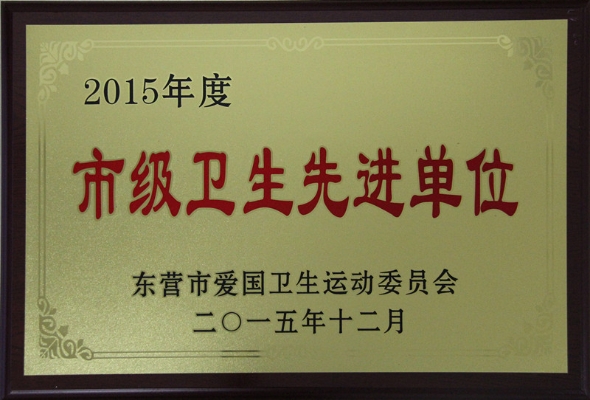 2015年度
市级卫生先进单位
东营市爱国卫生运动委员会
二〇一五年十二月